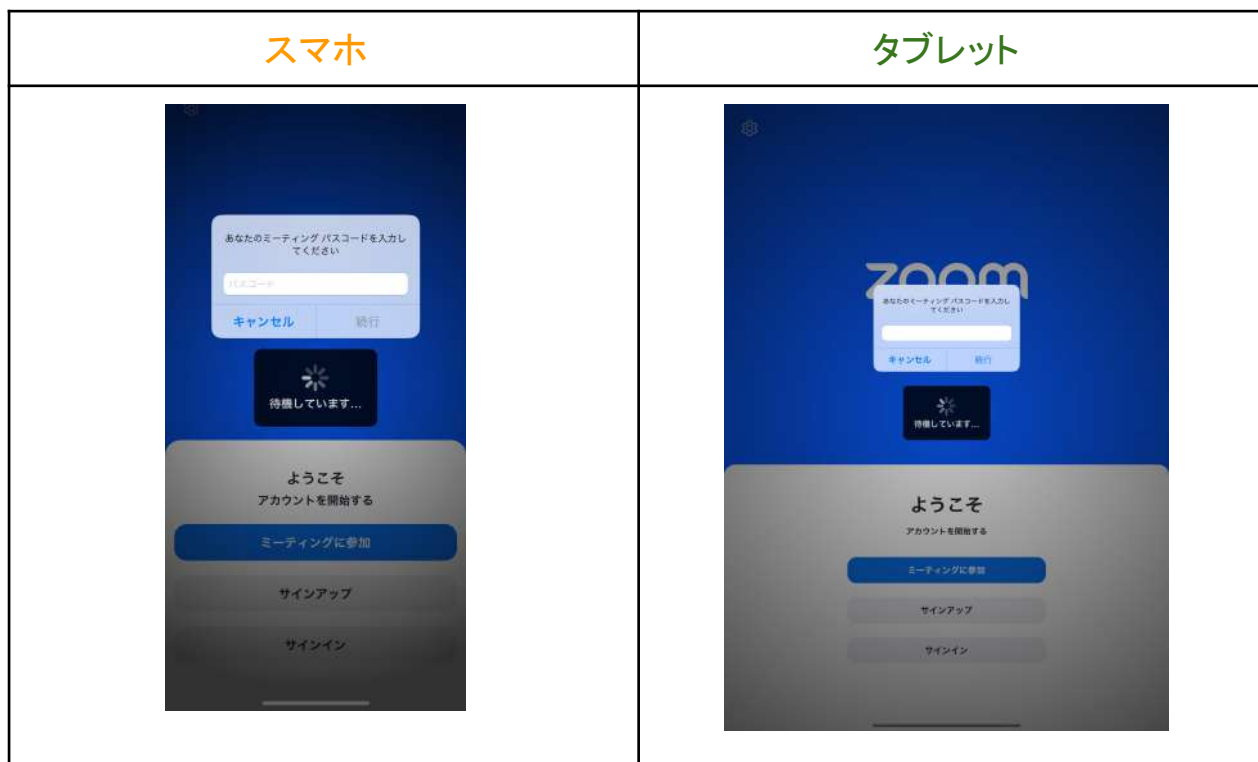 スマホ
タブレット
あなたのミーティング パスコードを入力し
てください
パスコード
キャンセル
続行
待機しています...
ようこそ
アカウントを開始する
ミーティングに参加
サインアップ
サインイン
zoom
あなたのミーティング パスコードを入力し
てください
キャンセル
続行
待機しています...
ようこそ
アカウントを開始する
ミーティングに参加
サインアップ
サインイン